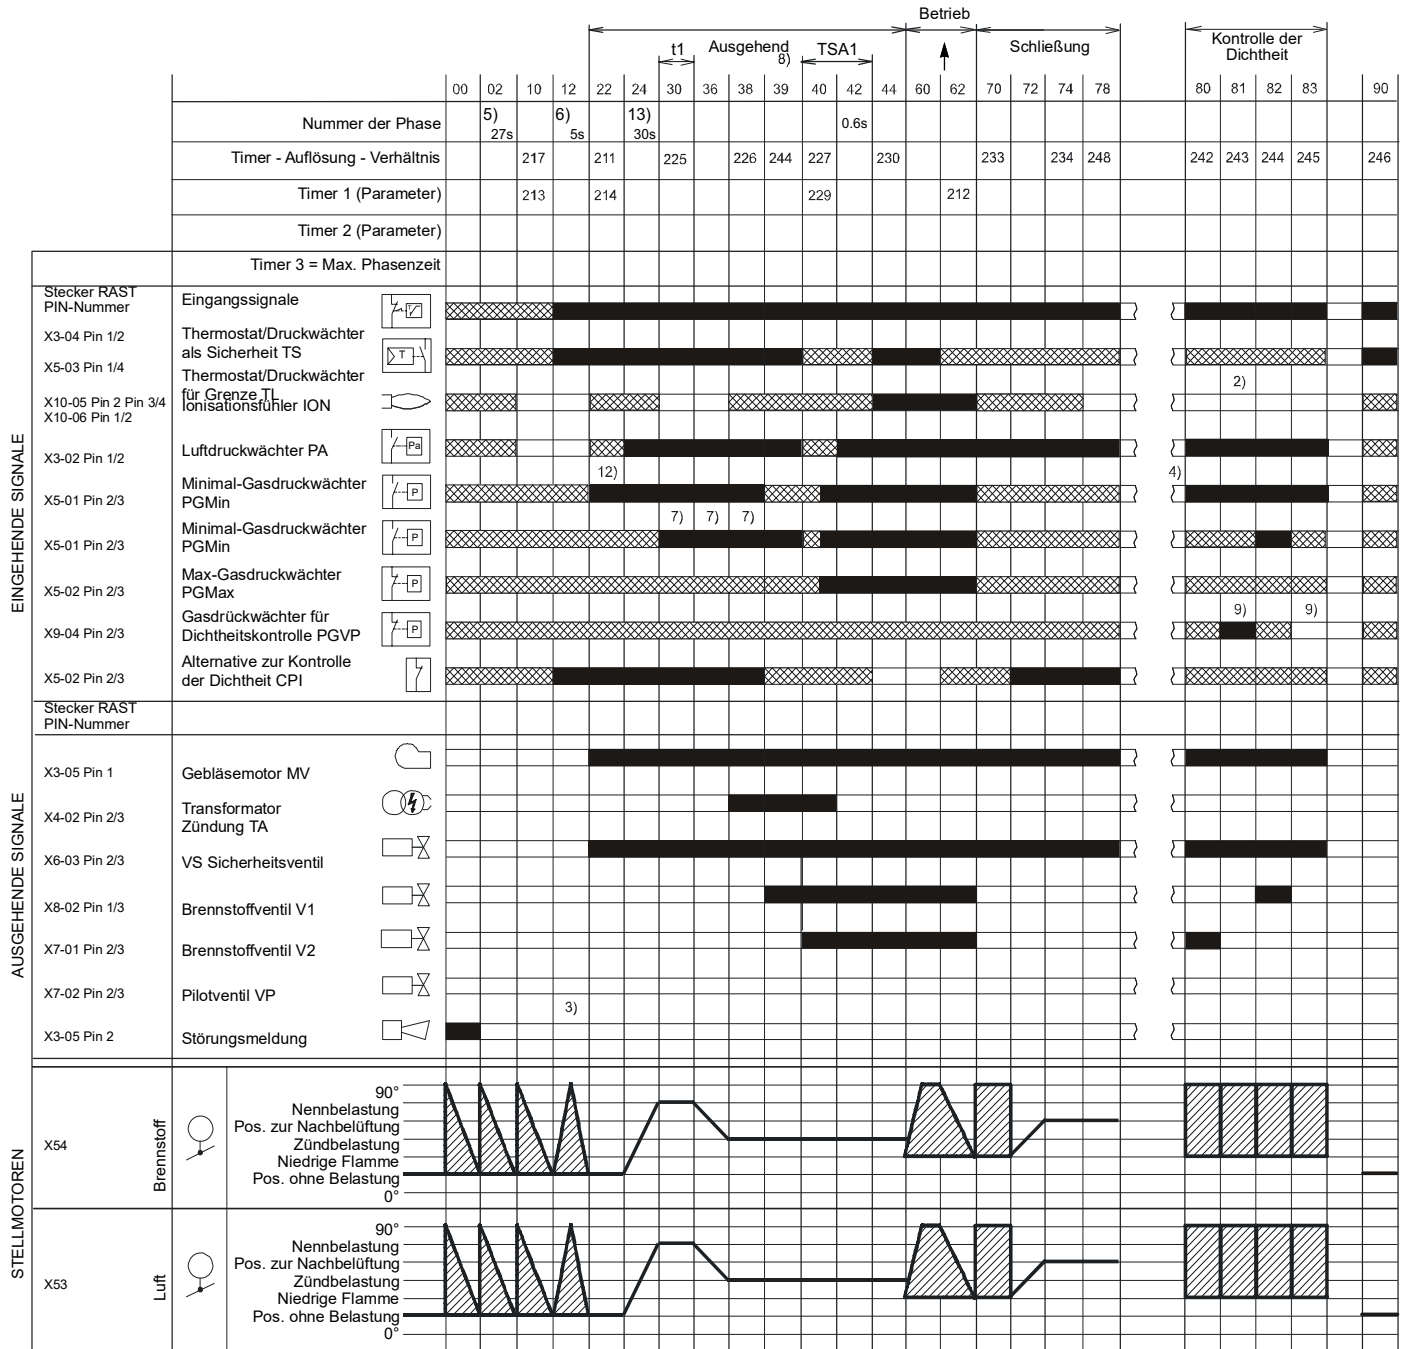 Betrieb
t1 Ausgehend 8) TSA1 Schließung Kontrolle der
Dichtheit
00 02 10 12 22 24 30 36 38 39 40 42 44 60 62 70 72 74 78 80 81 82 83 90
Nummer der Phase 5) 27s 6) 5s 13) 30s 0.6s
Timer - Auflösung - Verhältnis 217 211 225 226 244 227 230 233 234 248 242 243 244 245 246
Timer 1 (Parameter) 213 214 229 212
Timer 2 (Parameter)
Timer 3 = Max. Phasenzeit
EINGEHENDE SIGNALE
Stecker RAST
PIN-Nummer
Eingangssignale
X3-04 Pin 1/2
Thermostat/Druckwächter
als Sicherheit TS
T
X5-03 Pin 1/4
Thermostat/Druckwächter
für Grenze TL
2)
X10-05 Pin 2 Pin 3/4
X10-06 Pin 1/2
Ionisationsfühler ION
X3-02 Pin 1/2
Luftdruckwächter PA
Pa
12) 4)
X5-01 Pin 2/3
Minimal-Gasdruckwächter
PGMin
P
7) 7) 7)
X5-01 Pin 2/3
Minimal-Gasdruckwächter
PGMin
P
X5-02 Pin 2/3
Max-Gasdruckwächter
PGMax
P
9) 9)
X9-04 Pin 2/3
Gasdrückwächter für
Dichtheitskontrolle PGVP
P
X5-02 Pin 2/3
Alternative zur Kontrolle
der Dichtheit CPI
AUSGEHENDE SIGNALE
Stecker RAST
PIN-Nummer
X3-05 Pin 1
Gebläsemotor MV
X4-02 Pin 2/3
Transformator
Zündung TA
X6-03 Pin 2/3
VS Sicherheitsventil
X8-02 Pin 1/3
Brennstoffventil V1
X7-01 Pin 2/3
Brennstoffventil V2
X7-02 Pin 2/3
Pilotventil VP
3)
X3-05 Pin 2
Störungsmeldung
STELLMOTOREN
X54
Brennstoff
90°
Nennbelastung
Pos. zur Nachbelüftung
Zündbelastung
Niedrige Flamme
Pos. ohne Belastung
0°
X53
Luft
90°
Nennbelastung
Pos. zur Nachbelüftung
Zündbelastung
Niedrige Flamme
Pos. ohne Belastung
0°